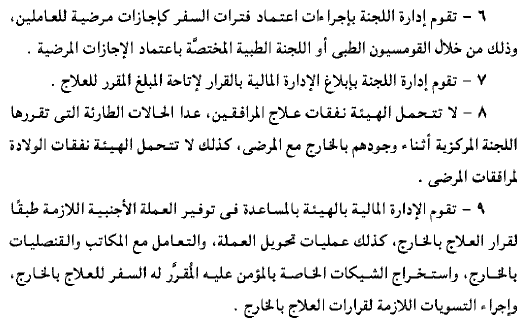 ٦ - تقوم إدارة اللجنة بإجراءات اعتماد فترات السفر كإجازات مرضية للعاملين،
وذلك من خلال القومسيون الطبى أو اللجنة الطبية المختصَّة باعتماد الإجازات المرضية .
٧ - تقوم إدارة اللجنة بإبلاغ الإدارة المالية بالقرار لإتاحة المبلغ المقرر للعلاج .
٨ - لا تتحمل الهيئة نفقات علاج المرافقين، عدا الحالات الطارئة التى تقررها
اللجنة المركزية أثناء وجودهم بالخارج مع المرضى، كذلك لا تتحمل الهيئة نفقات الولادة
لمرافقات المرضى .
٩ - تقوم الإدارة المالية بالهيئة بالمساعدة فى توفير العملة الأجنبية اللازمة طبقًا
لقرار العلاج بالخارج، كذلك عمليات تحويل العملة، والتعامل مع المكاتب والقنصليات
بالخارج، واستخراج الشيكات الخاصة بالمؤمن عليه المُقرَّر له السفر للعلاج بالخارج،
وإجراء التسويات اللازمة لقرارات العلاج بالخارج .